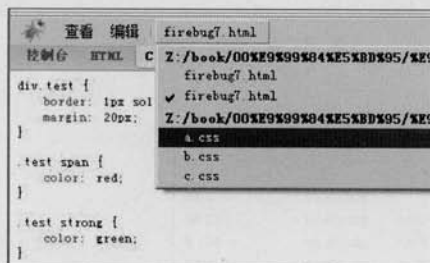 查看 编辑 firebug7.html
控制台 HTML C
Z:/book/00%E9%99%84%E5%BD%95/%E9
firebug7.html
✔ firebug7.html
Z:/book/00%E9%99%84%E5%BD%95/%E9
a.css
b.css
c.css
div.test {
border: 1px sol
margin: 20px;
}
.test span {
color: red;
}
.test strong {
color: green;
}